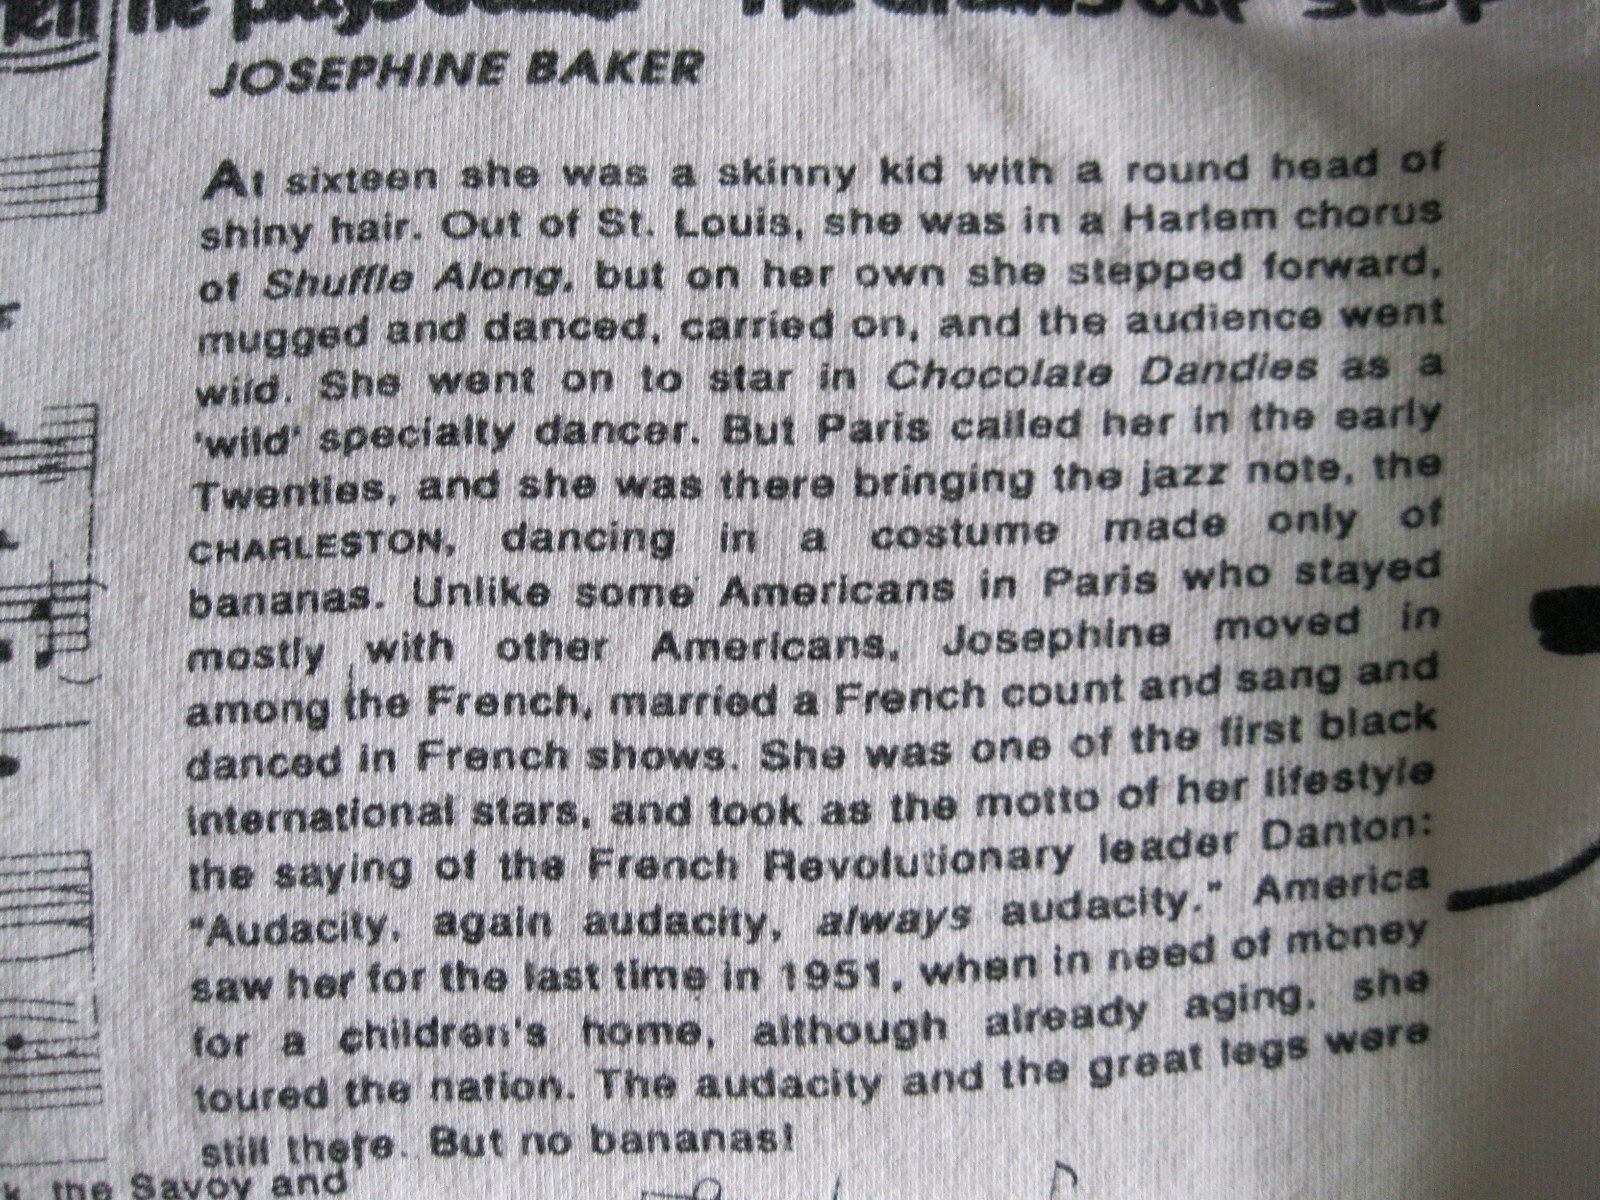 JOSEPHINE BAKER
At sixteen she was a skinny kid with a round head of
shiny hair. Out of St. Louis, she was in a Harlem chorus
of Shuffle Along, but on her own she stepped forward,
mugged and danced, carried on, and the audience went
wild. She went on to star in Chocolate Dandies as a
'wild' specialty dancer. But Paris called her in the early
Twenties, and she was there bringing the jazz note, the
CHARLESTON, dancing in a costume made only of
bananas. Unlike some Americans in Paris who stayed
mostly with other Americans, Josephine moved in
among the French, married a French count and sang and
danced in French shows. She was one of the first black
international stars, and took as the motto of her lifestyle
the saying of the French Revolutionary leader Danton:
"Audacity, again audacity, always audacity." America
saw her for the last time in 1951, when in need of money
for a children's home, although already aging, she
toured the nation. The audacity and the great legs were
still there. But no bananas!
the Savoy and